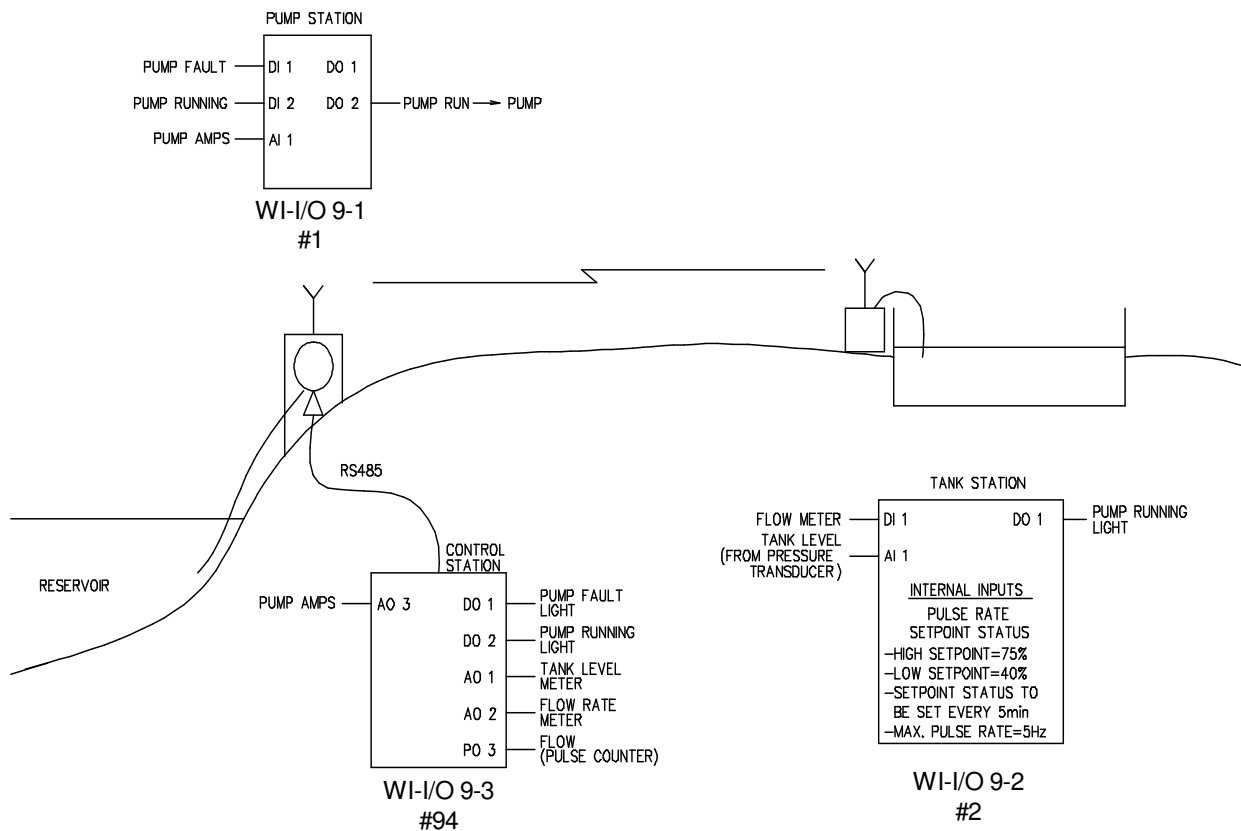 PUMP STATION
PUMP FAULT
DI 1
DO 1
PUMP RUNNING
DI 2
DO 2
PUMP RUN
PUMP
PUMP AMPS
AI 1
WI-I/O 9-1
#1
RS485
RESERVOIR
CONTROL
STATION
PUMP AMPS
AO 3
DO 1
PUMP FAULT
LIGHT
DO 2
PUMP RUNNING
LIGHT
AO 1
TANK LEVEL
METER
AO 2
FLOW RATE
METER
PO 3
FLOW
(PULSE COUNTER)
WI-I/O 9-3
#94
TANK STATION
FLOW METER
DI 1
DO 1
PUMP RUNNING
LIGHT
TANK LEVEL
(FROM PRESSURE
TRANSDUCER)
AI 1
INTERNAL INPUTS
PULSE RATE
SETPOINT STATUS
-HIGH SETPOINT=75%
-LOW SETPOINT=40%
-SETPOINT STATUS TO
BE SET EVERY 5min
-MAX. PULSE RATE=5Hz
WI-I/O 9-2
#2